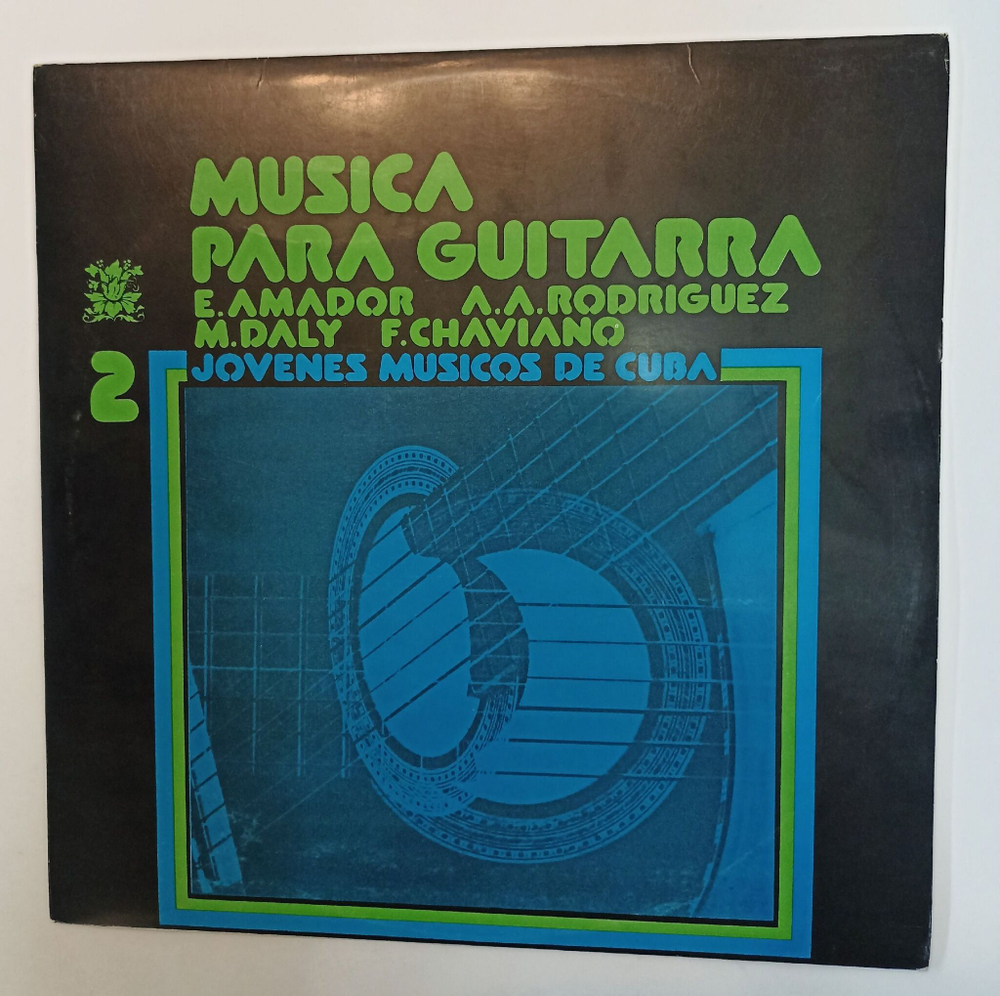 MUSICA
PARA GUITARRA
E.AMADOR A.A.RODRIGUEZ
M.DALY F.CHAVIANO
2
JOVENES MUSICOS DE CUBA